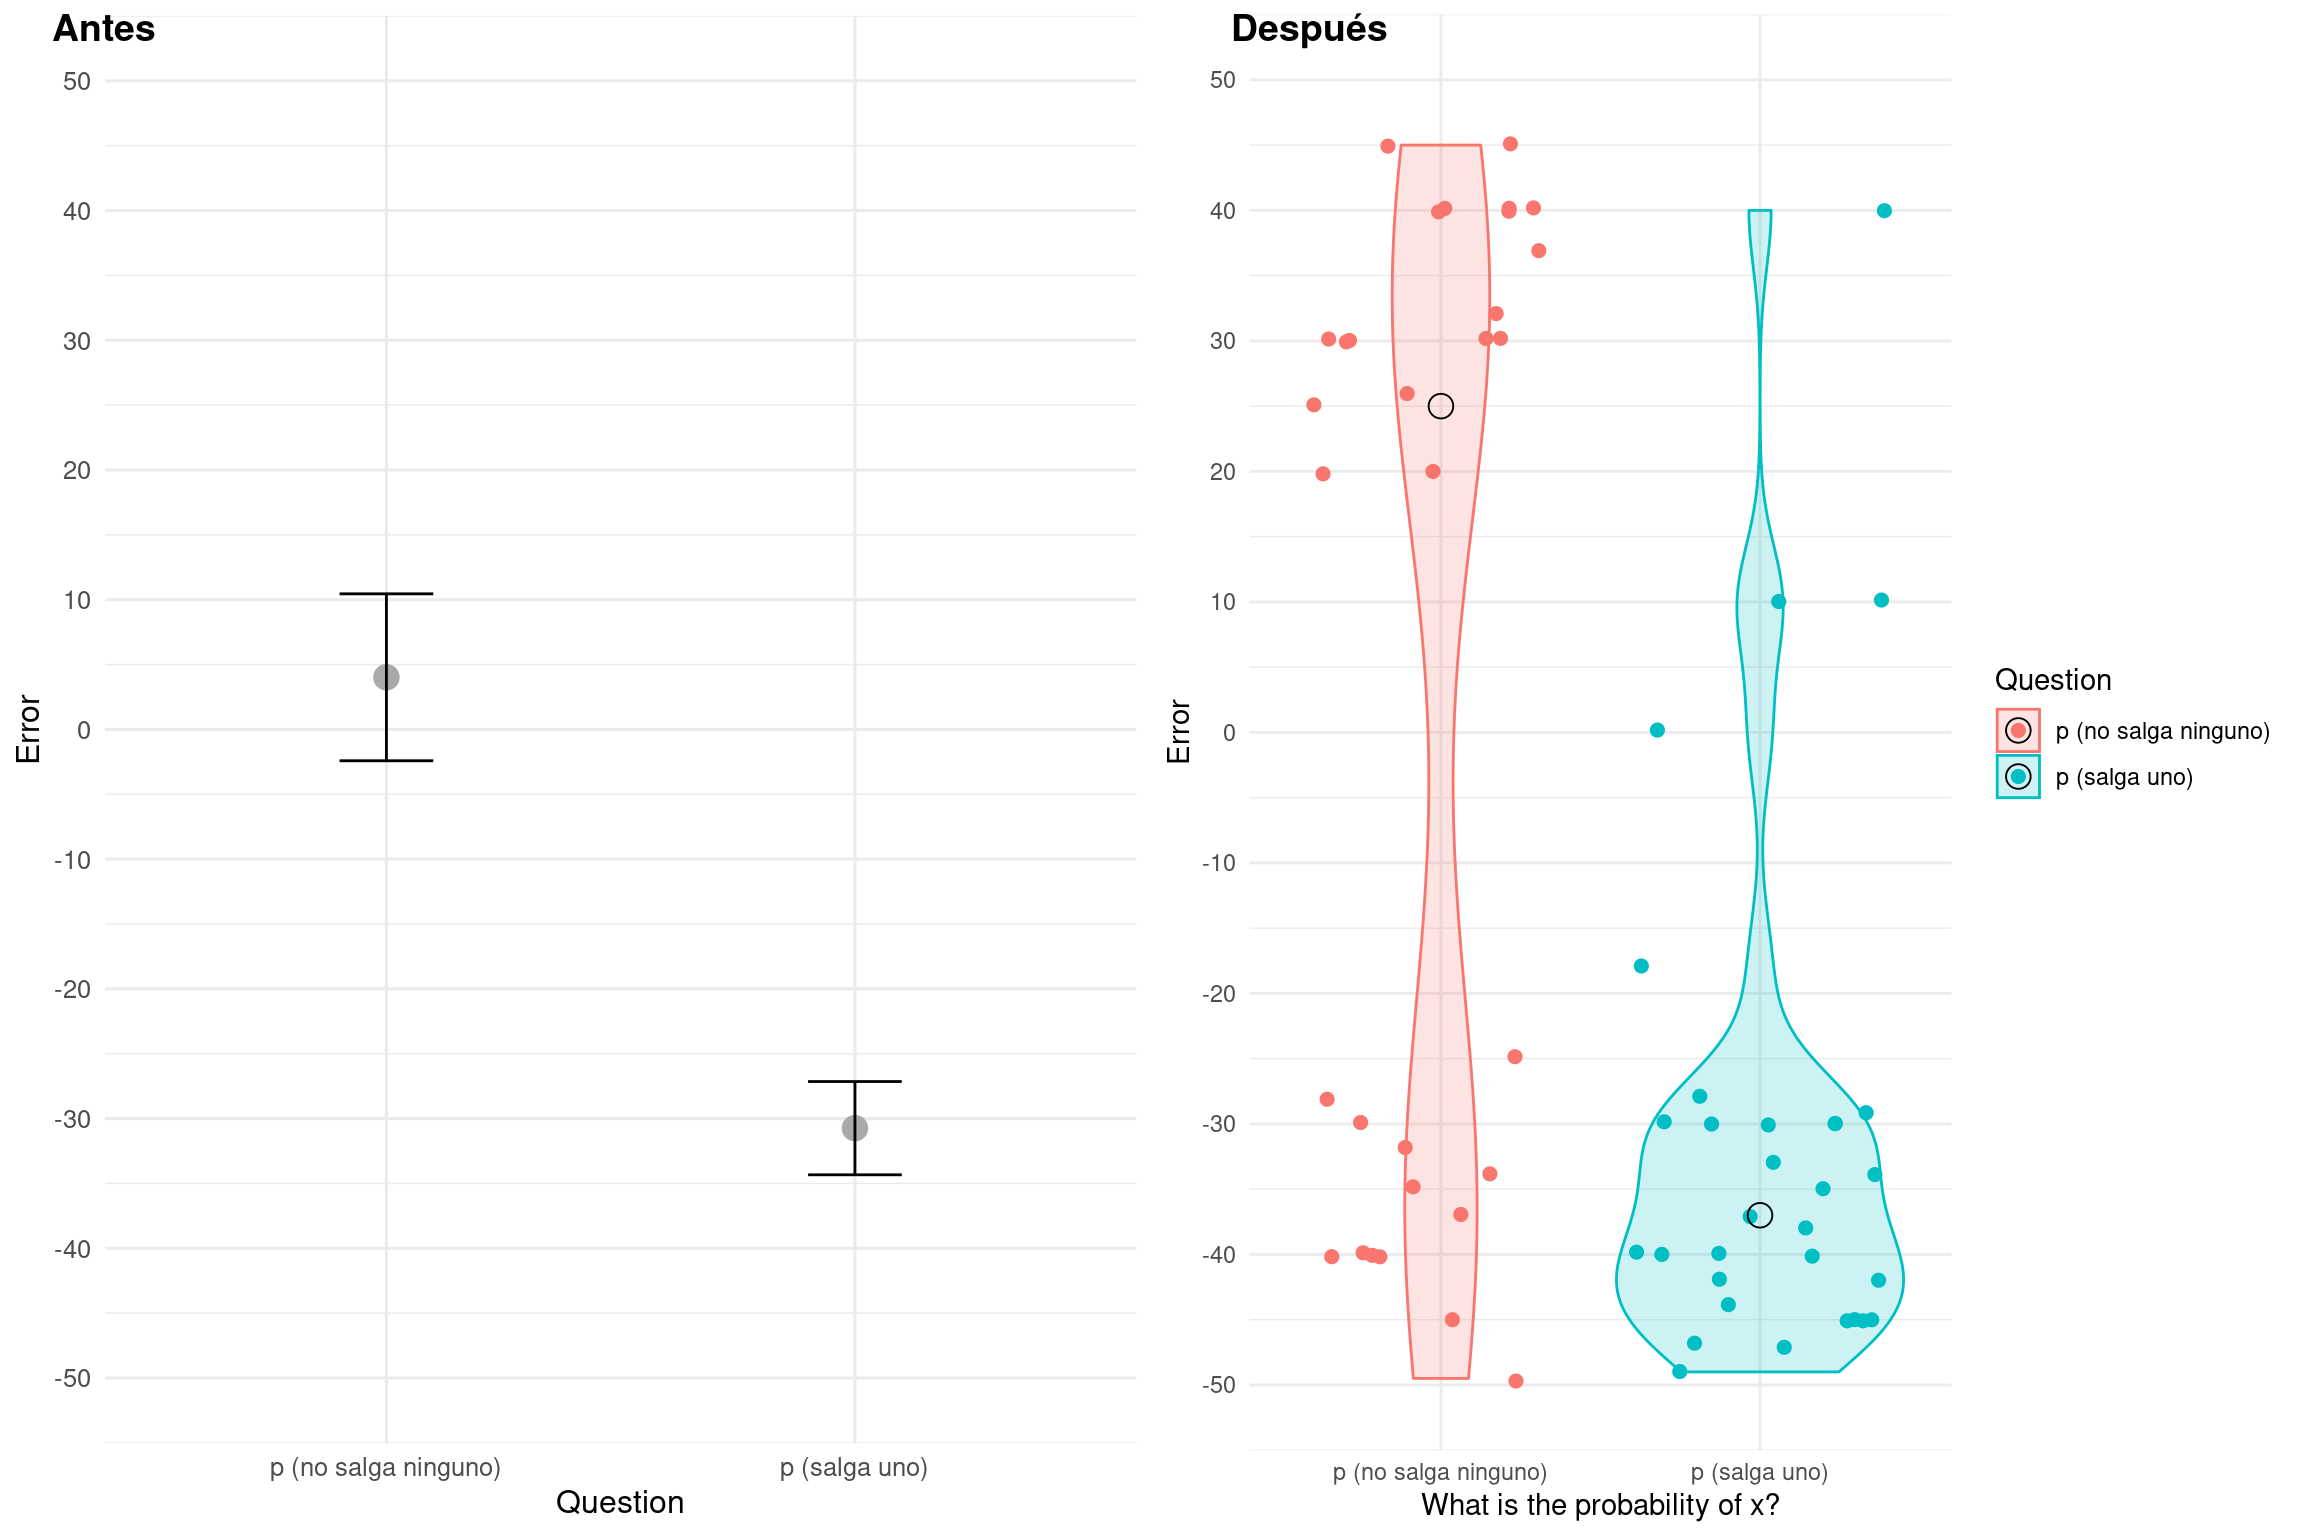 Antes
50
40
30
20
10
0
-10
-20
-30
-40
-50
Error
p (no salga ninguno)
p (salga uno)
Question
Después
50
40
30
20
10
0
-10
-20
-30
-40
-50
Error
p (no salga ninguno)
p (salga uno)
What is the probability of x?
Question
p (no salga ninguno)
p (salga uno)